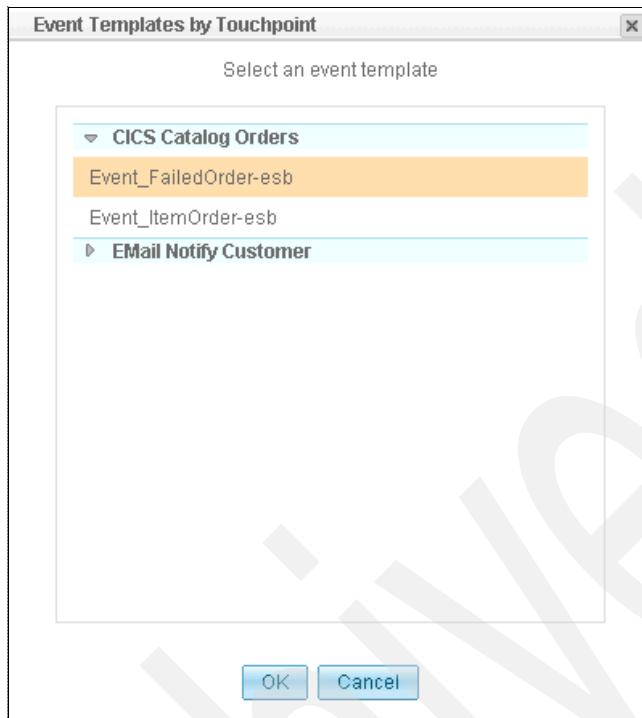 Event Templates by Touchpoint
Select an event template
CICS Catalog Orders
Event_FailedOrder-esb
Event_ItemOrder-esb
EMail Notify Customer
OK Cancel